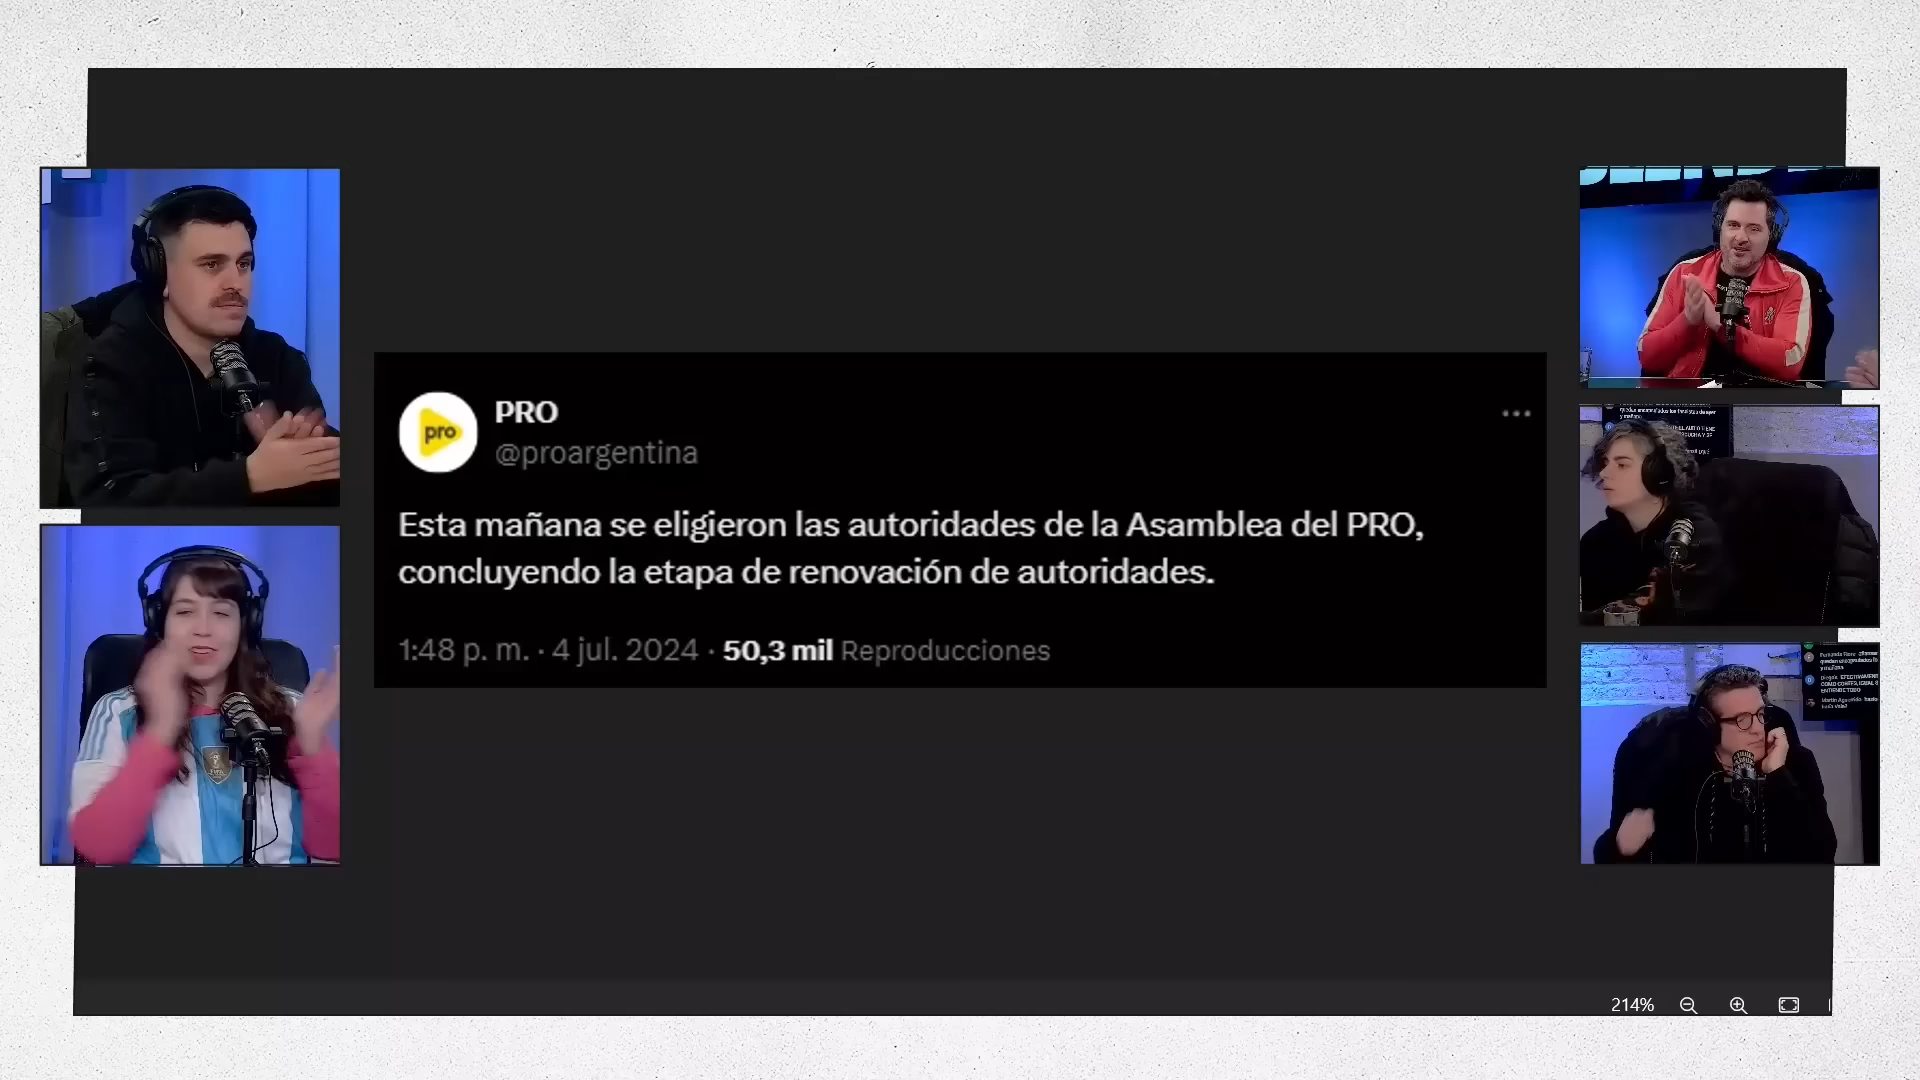 pro
PRO
@proargentina
Esta mañana se eligieron las autoridades de la Asamblea del PRO,
concluyendo la etapa de renovación de autoridades.
1:48 p. m. · 4 jul. 2024 · 50,3 mil Reproducciones
214%